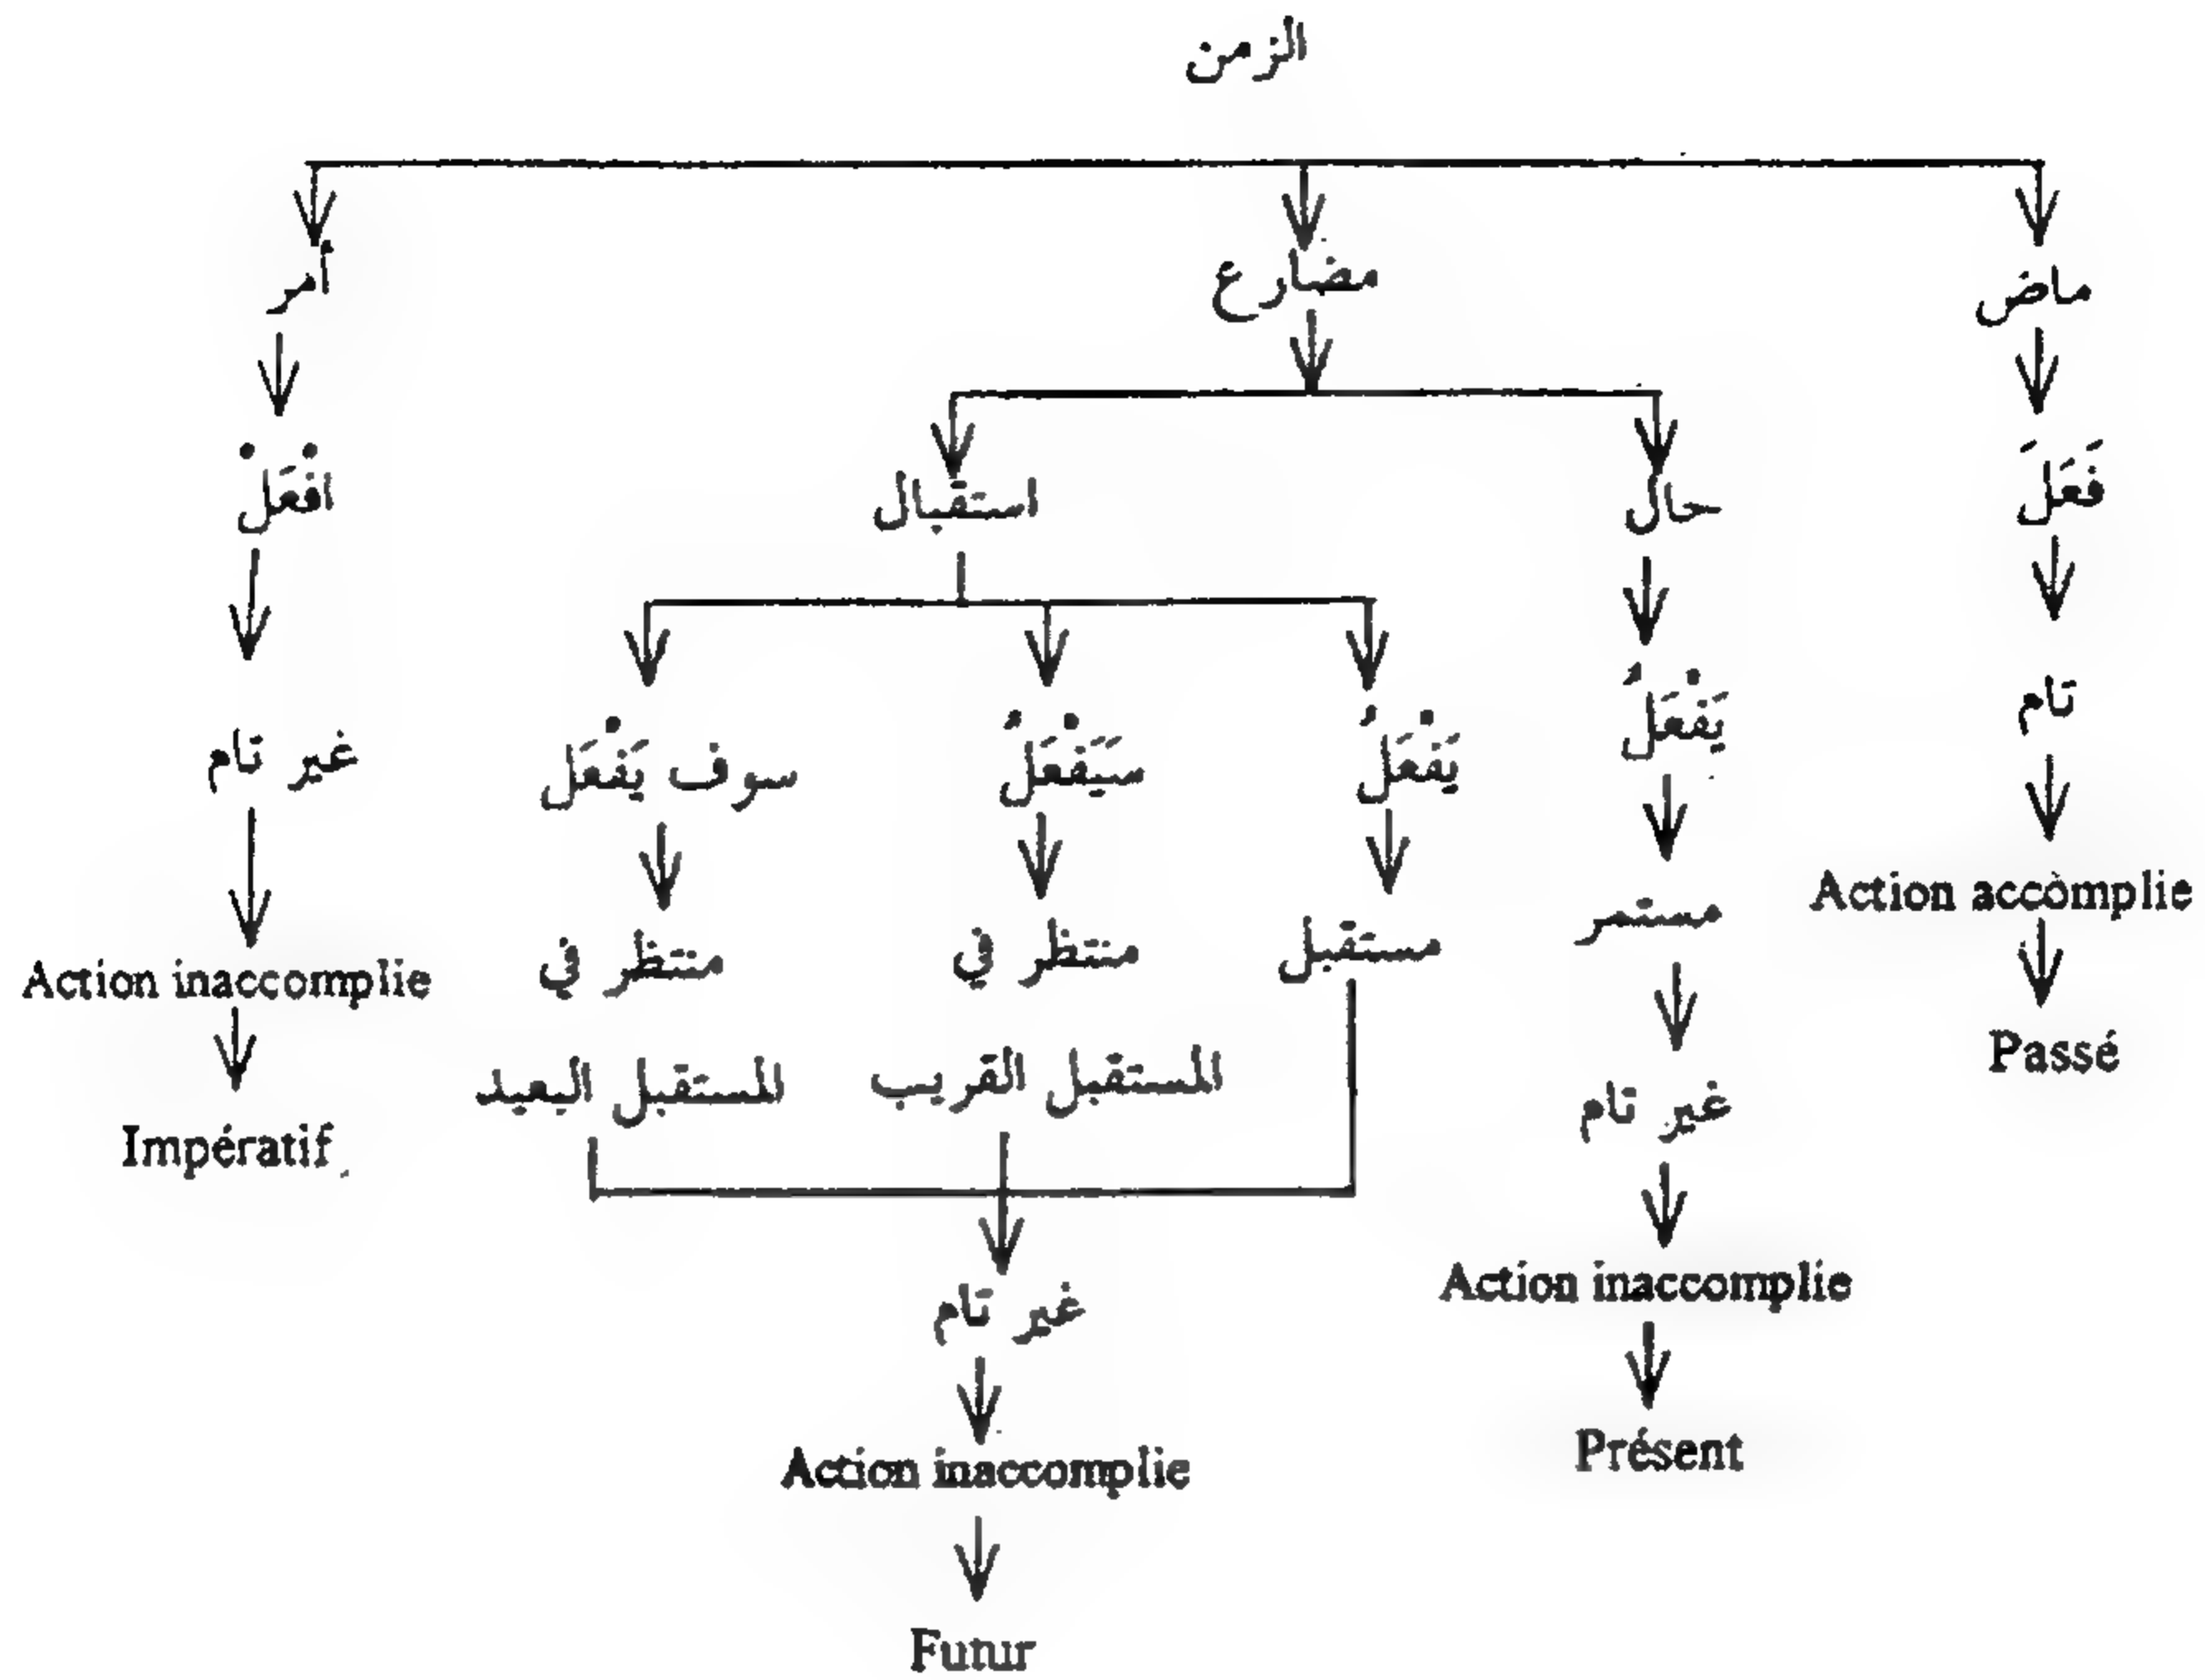 الزمن
ماض
مضارع
أمر
فَعَلَ
حال
استقبال
افْعَلْ
يَفْعَلُ
يَفْعَلُ
سَيَفْعَلُ
سوف يَفْعَل
تام
غير تام
Action accomplie
مستمر
مستقبل
منتظر في
المستقبل القريب
منتظر في
المستقبل البعيد
Action inaccomplie
Passé
غير تام
Impératif
Action inaccomplie
غير تام
Présent
Action inaccomplie
Futur